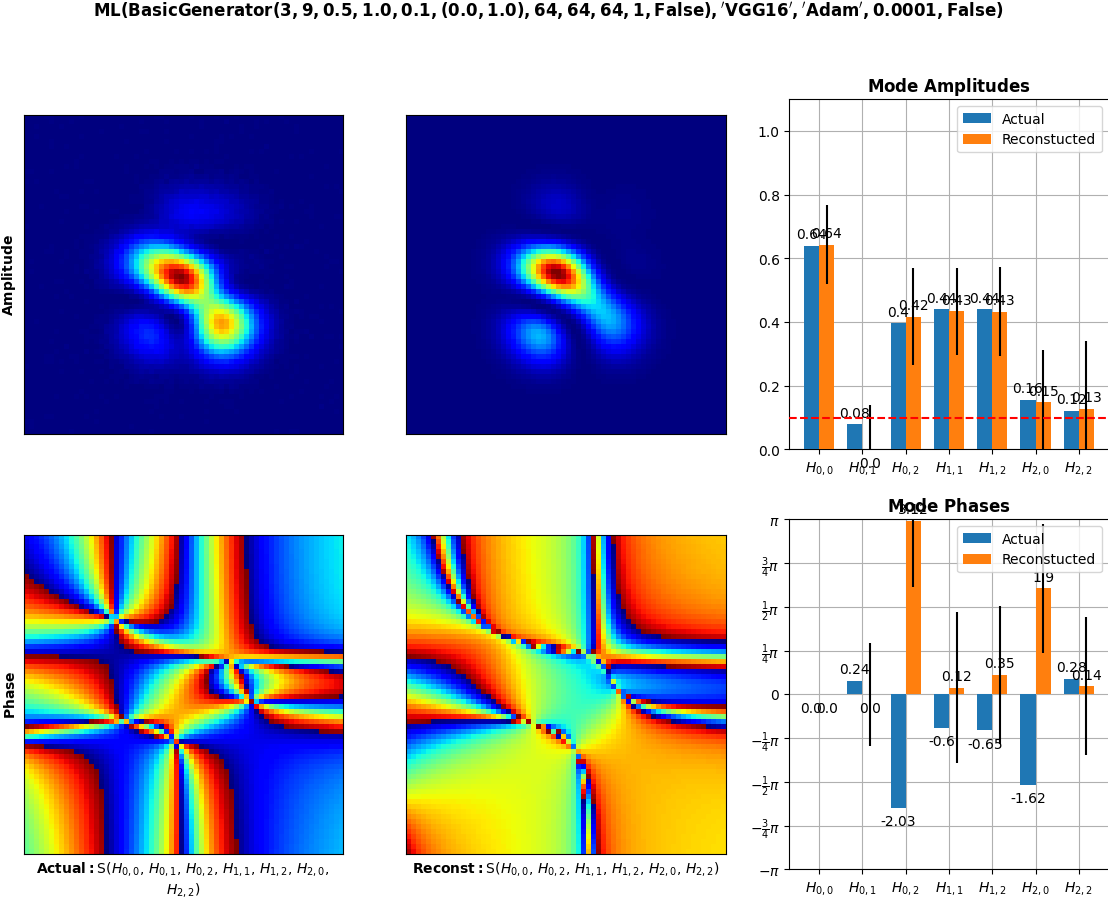 ML(BasicGenerator(3, 9, 0.5, 1.0, 0.1, (0.0, 1.0), 64, 64, 64, 1, False), ′VGG16′, ′Adam′, 0.0001, False)
Amplitude
Mode Amplitudes
Actual
Reconstucted
1.0
0.8
0.6
0.4
0.2
0.0
0.64 0.64
0.08 0.0
0.4 0.42
0.44 0.43
0.44 0.43
0.16 0.15
0.12 0.13
H0,0 H0,1 H0,2 H1,1 H1,2 H2,0 H2,2
Phase
Mode Phases
Actual
Reconstucted
π
3/4π
1/2π
1/4π
0
−1/4π
−1/2π
−3/4π
−π
0.0 0.0
0.24 0.0
-2.03 3.12
-0.6 0.12
-0.65 0.35
-1.62 1.9
0.28 0.14
H0,0 H0,1 H0,2 H1,1 H1,2 H2,0 H2,2
Actual: S(H0,0, H0,1, H0,2, H1,1, H1,2, H2,0,
H2,2)
Reconst: S(H0,0, H0,2, H1,1, H1,2, H2,0, H2,2)